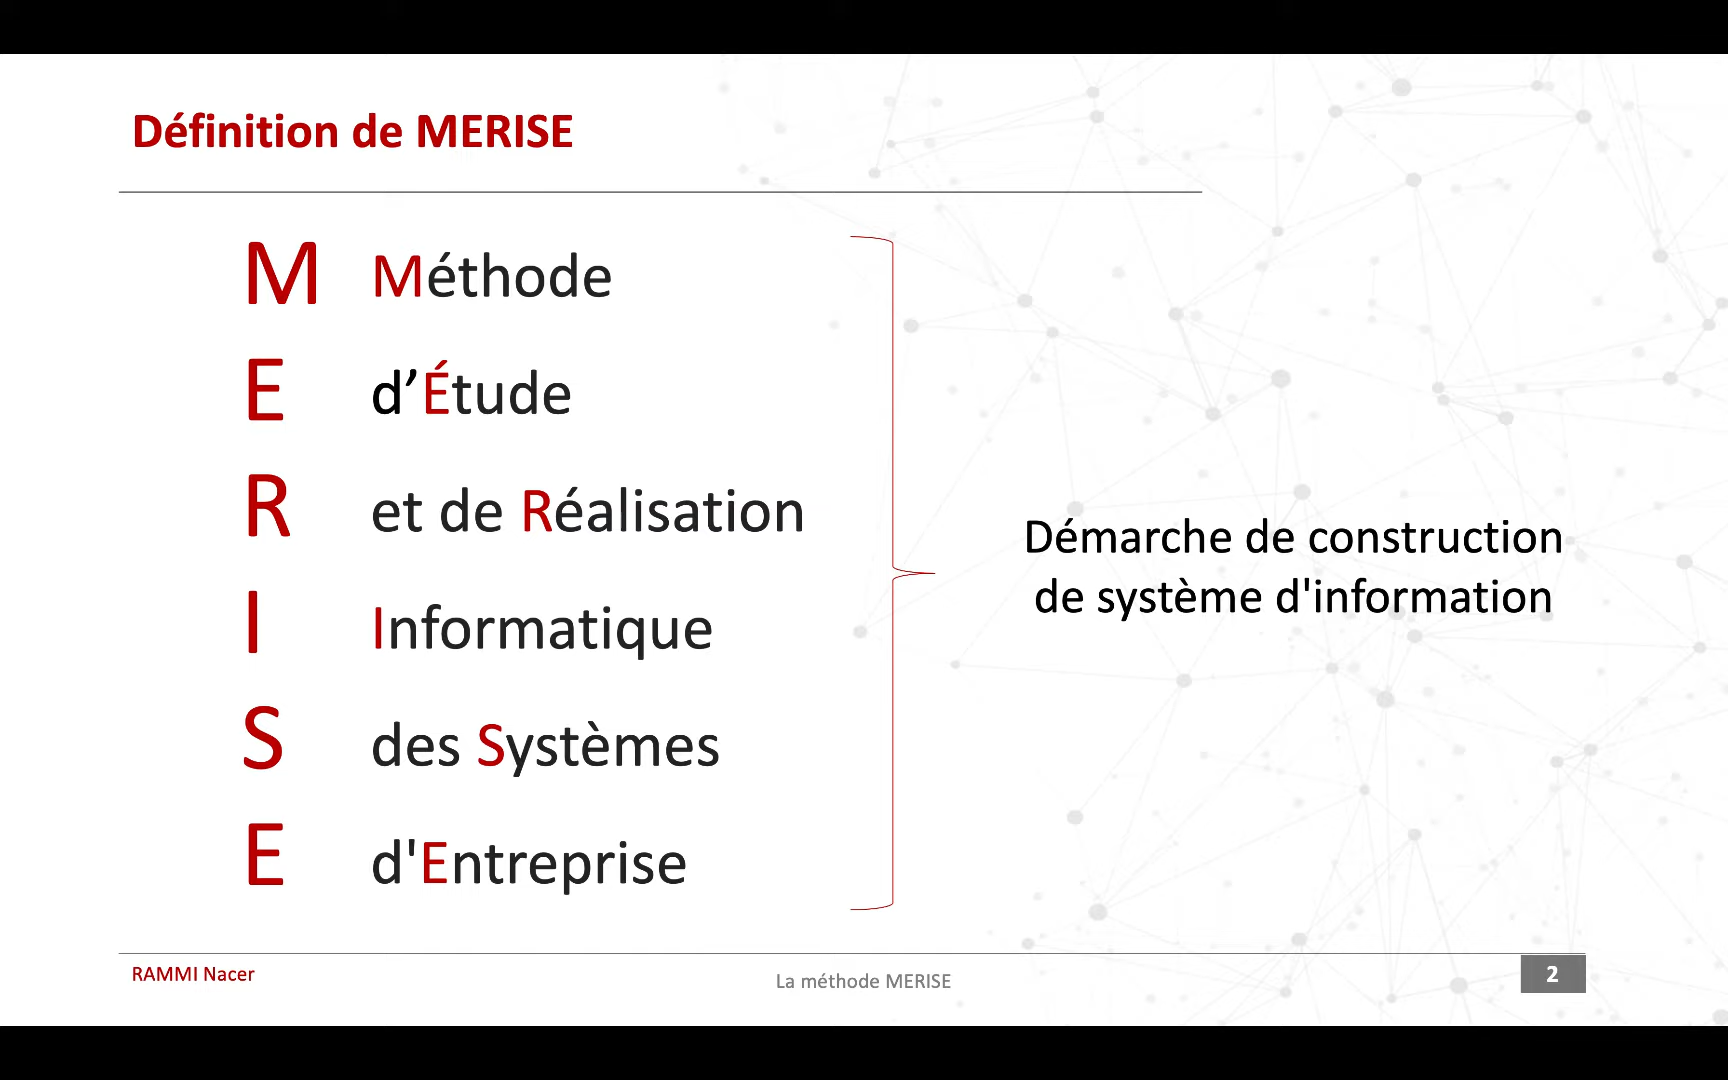 Définition de MERISE
M Méthode
E d’Étude
R et de Réalisation
I Informatique
S des Systèmes
E d'Entreprise
Démarche de construction
de système d'information
RAMMI Nacer
La méthode MERISE
2